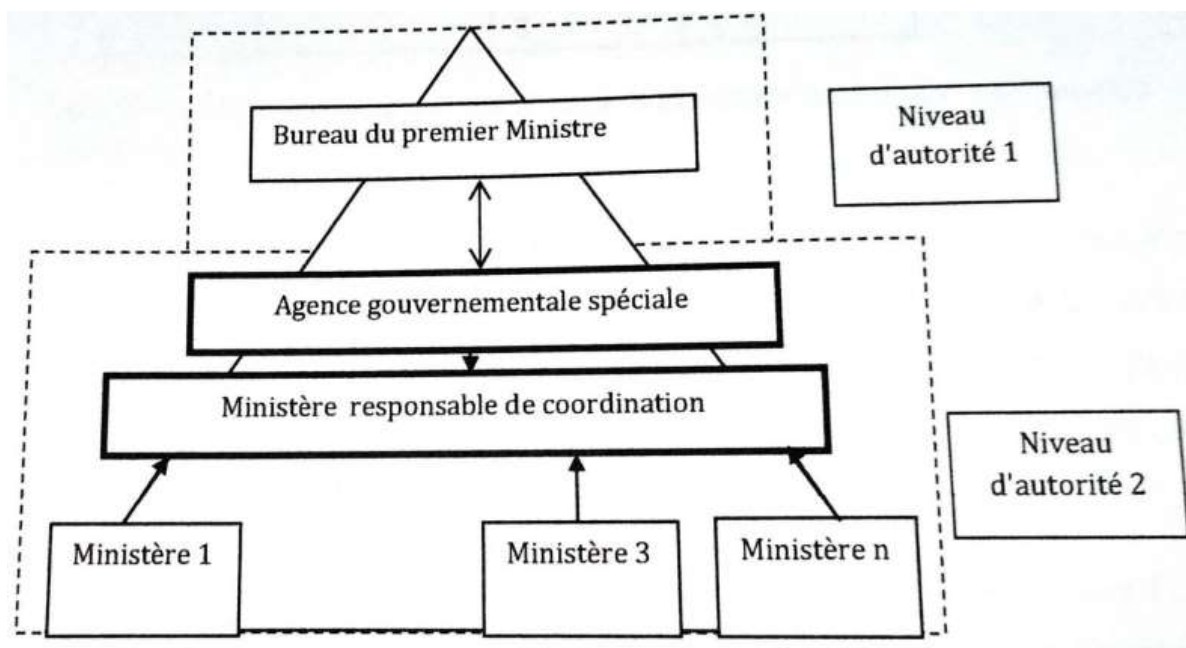 Bureau du premier Ministre
Niveau
d'autorité 1
Agence gouvernementale spéciale
Ministère responsable de coordination
Niveau
d'autorité 2
Ministère 1
Ministère 3
Ministère n